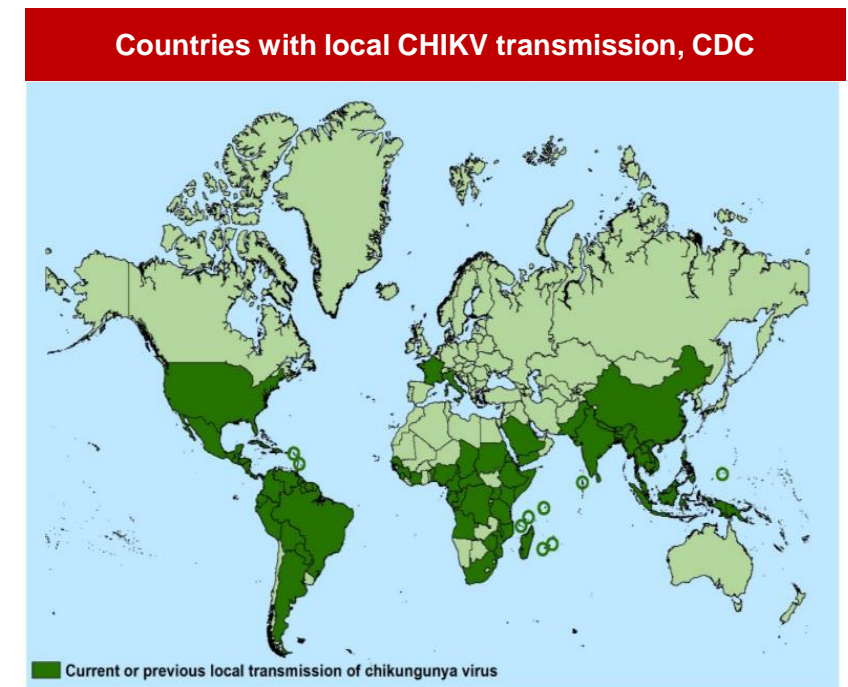 Countries with local CHIKV transmission, CDC
Current or previous local transmission of chikungunya virus